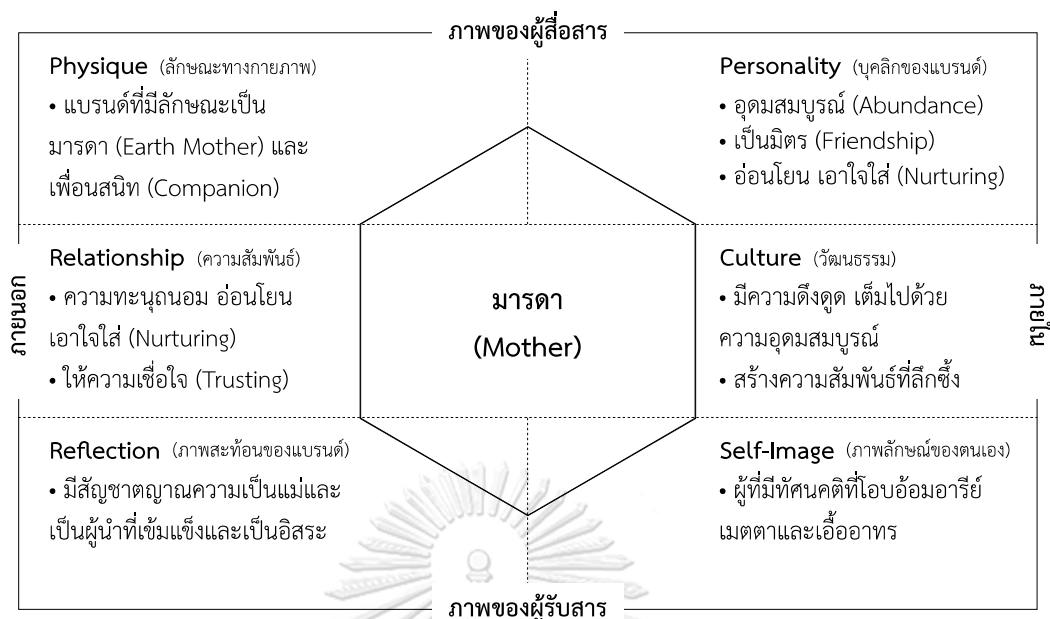 ภาพของผู้สื่อสาร
Physique (ลักษณะทางกายภาพ)
• แบรนด์ที่มีลักษณะเป็น
มารดา (Earth Mother) และ
เพื่อนสนิท (Companion)
Personality (บุคลิกของแบรนด์)
• อุดมสมบูรณ์ (Abundance)
• เป็นมิตร (Friendship)
• อ่อนโยน เอาใจใส่ (Nurturing)
ภายนอก
Relationship (ความสัมพันธ์)
• ความทะนุถนอม อ่อนโยน
เอาใจใส่ (Nurturing)
• ให้ความเชื่อใจ (Trusting)
มารดา
(Mother)
Culture (วัฒนธรรม)
• มีความดึงดูด เต็มไปด้วย
ความอุดมสมบูรณ์
• สร้างความสัมพันธ์ที่ลึกซึ้ง
ภายใน
Reflection (ภาพสะท้อนของแบรนด์)
• มีสัญชาตญาณความเป็นแม่และ
เป็นผู้นำที่เข้มแข็งและเป็นอิสระ
Self-Image (ภาพลักษณ์ของตนเอง)
• ผู้ที่มีทัศนคติที่โอบอ้อมอารีย์
เมตตาและเอื้ออาทร
ภาพของผู้รับสาร